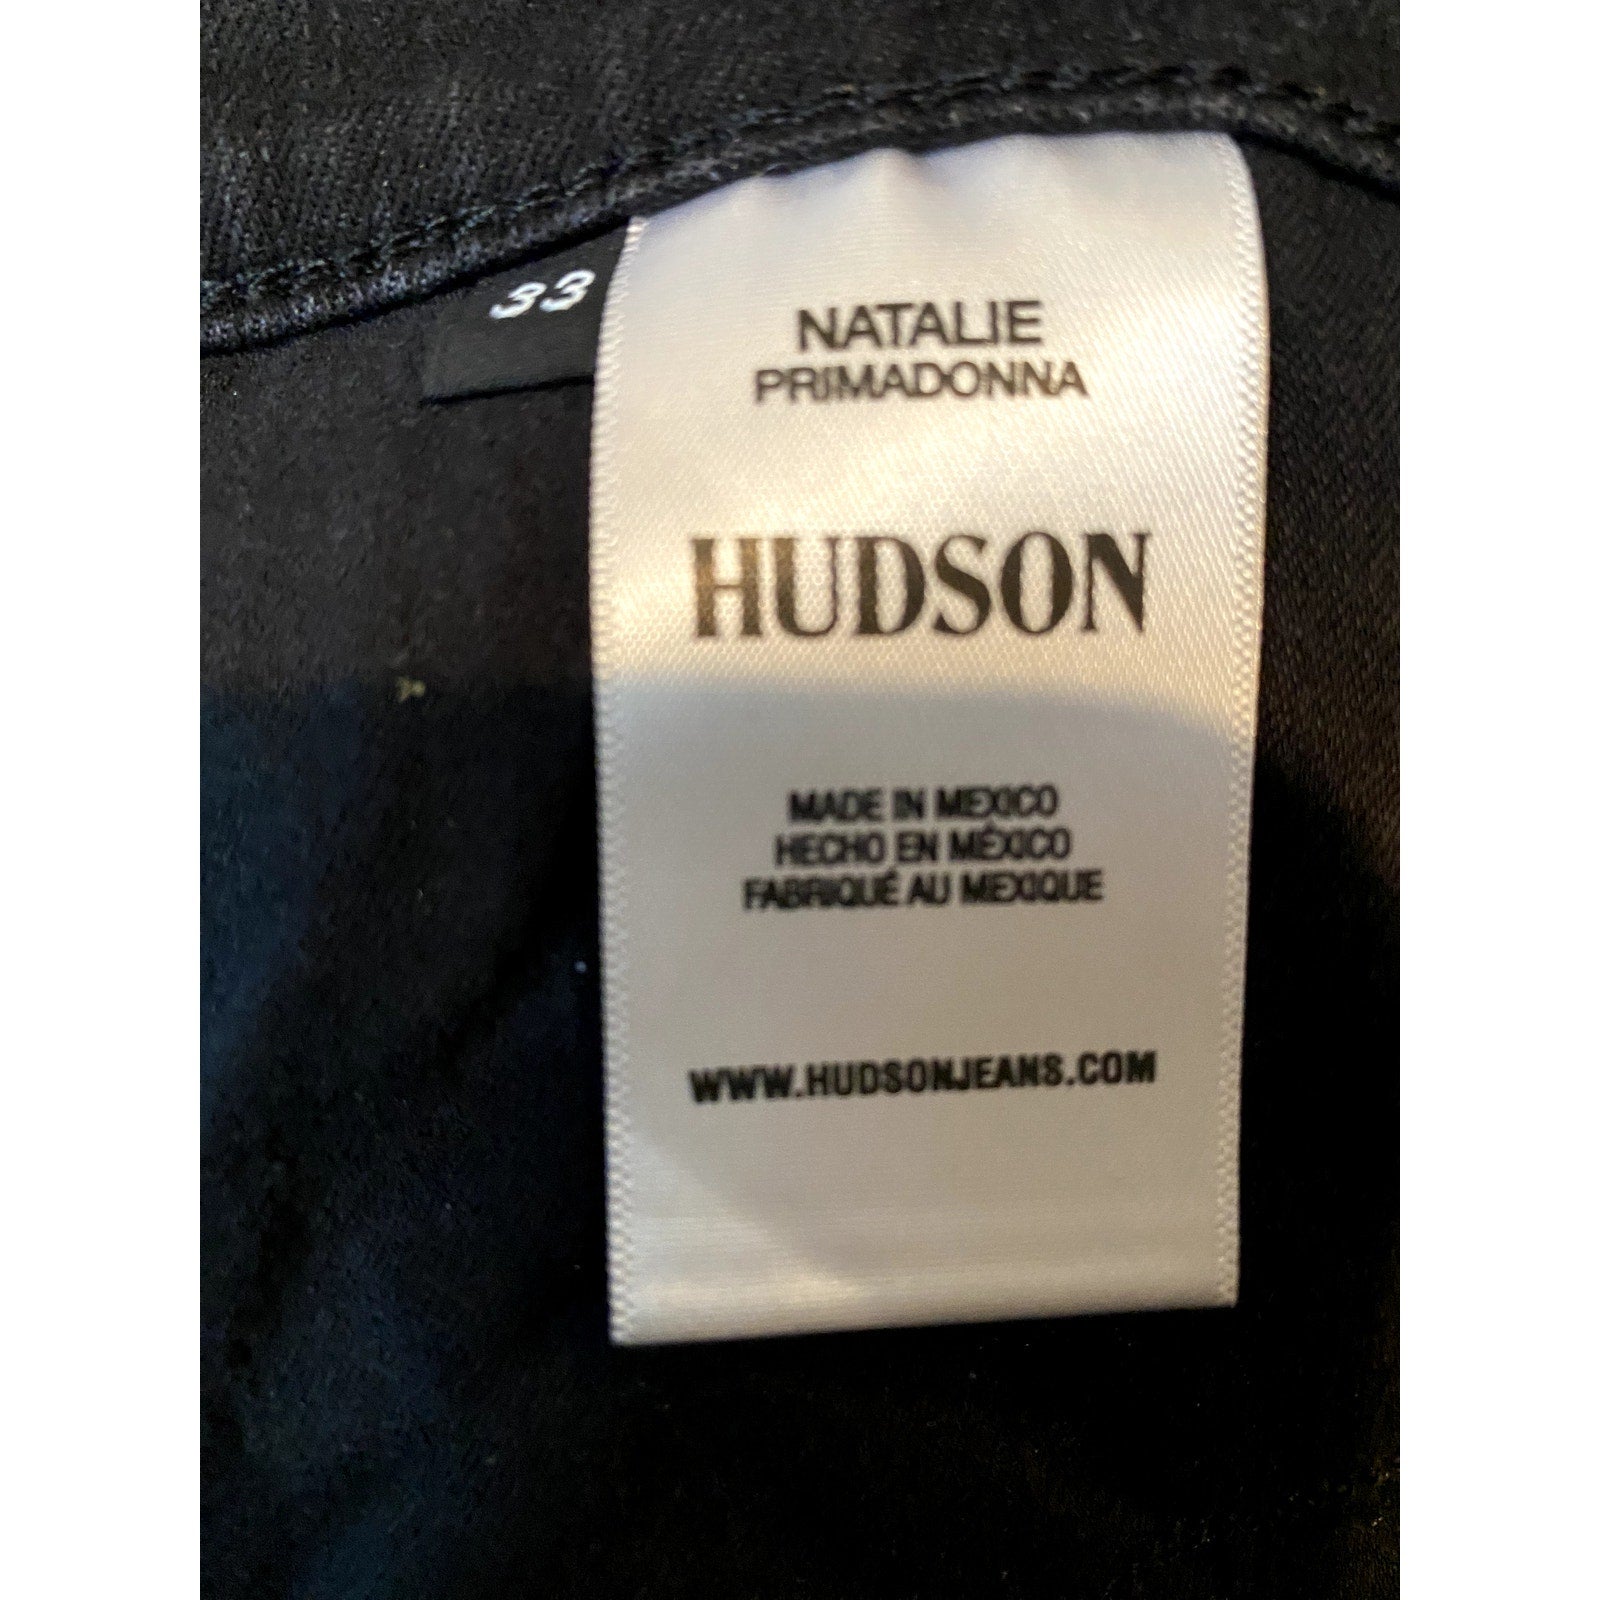 33
NATALIE
PRIMADONNA
HUDSON
MADE IN MEXICO
HECHO EN MÉXICO
FABRIQUÉ AU MEXIQUE
WWW.HUDSONJEANS.COM